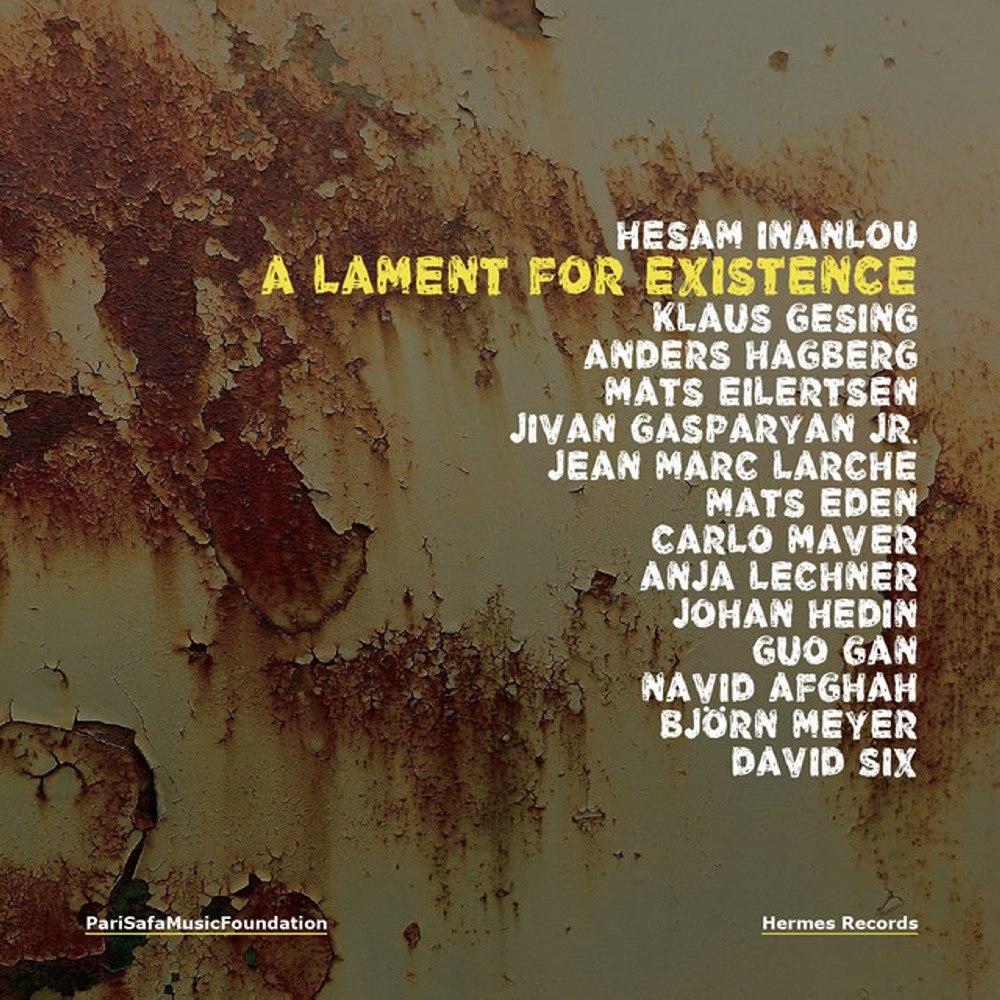 HESAM INANLOU
A LAMENT FOR EXISTENCE
KLAUS GESING
ANDERS HAGBERG
MATS EILERTSEN
JIVAN GASPARYAN JR.
JEAN MARC LARCHE
MATS EDEN
CARLO MAVER
ANJA LECHNER
JOHAN HEDIN
GUO GAN
NAVID AFGHAH
BJÖRN MEYER
DAVID SIX
PariSafaMusicFoundation
Hermes Records